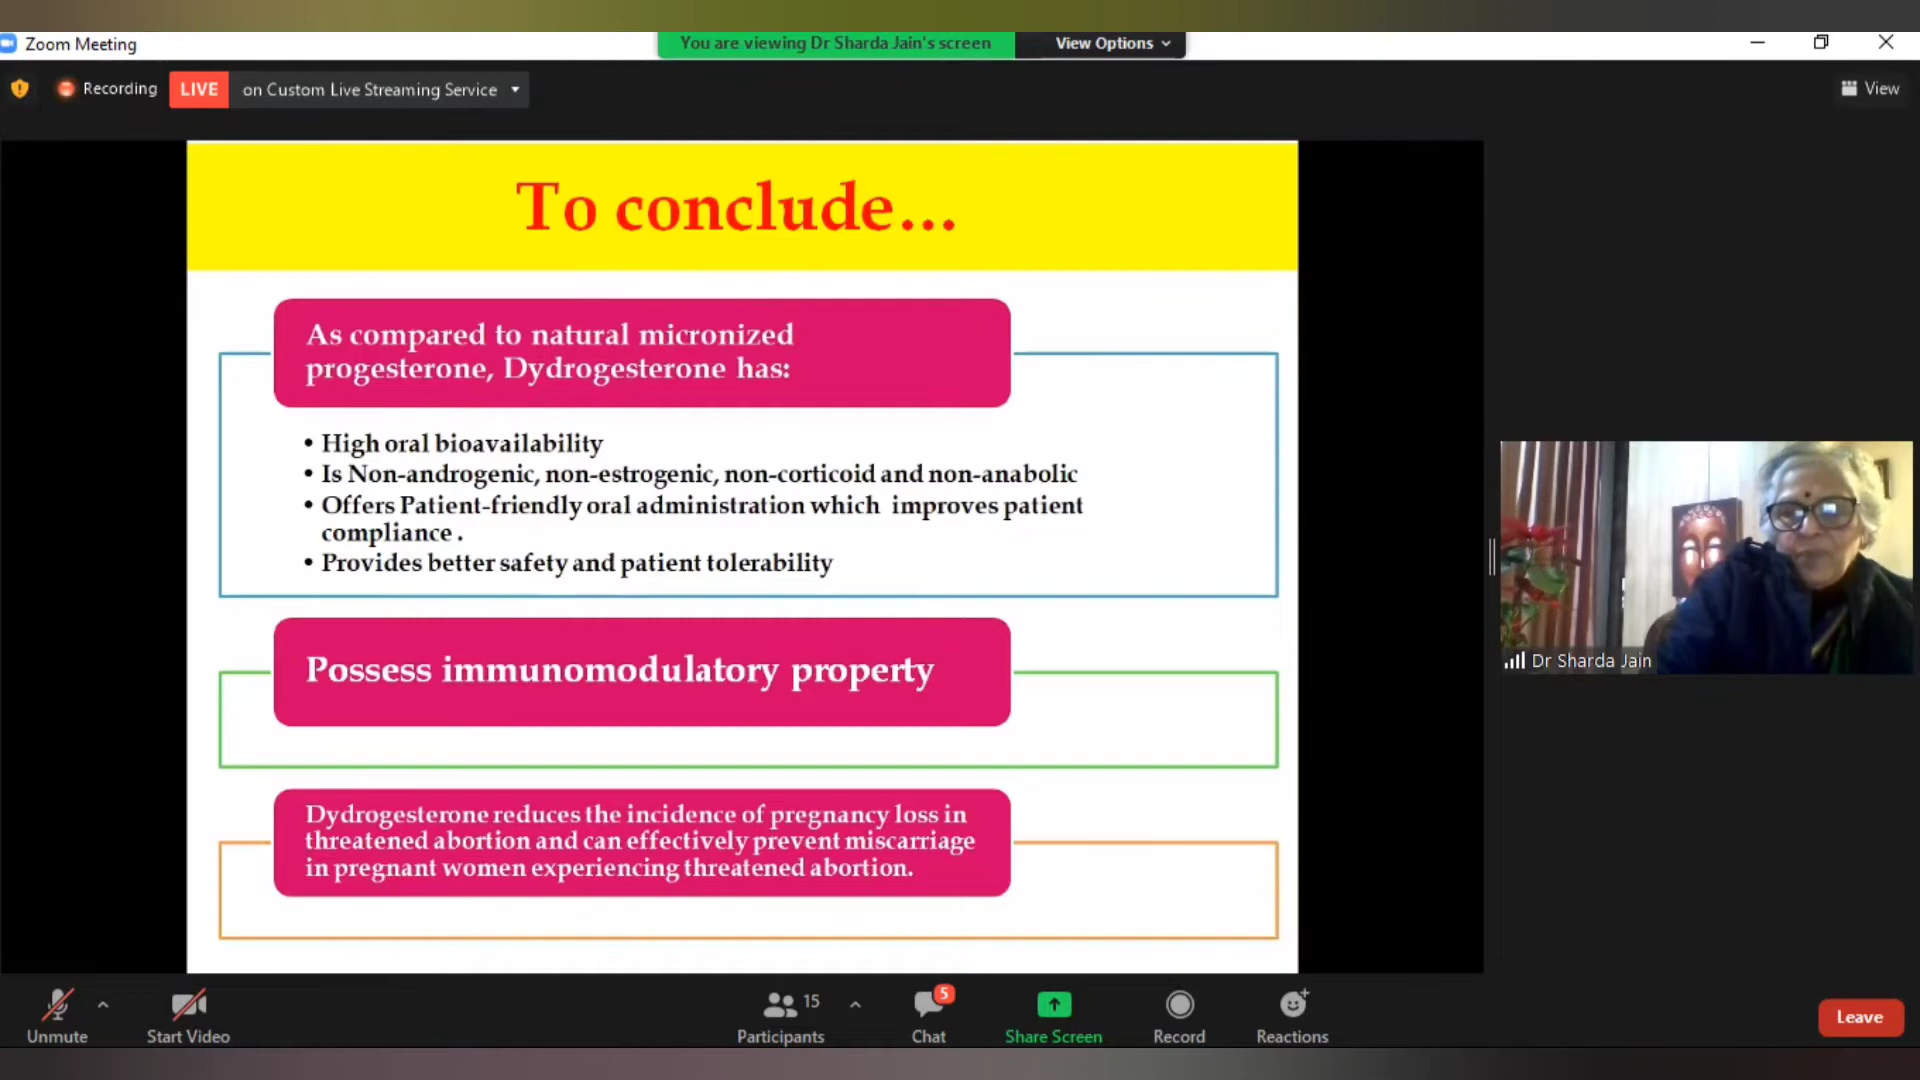 Zoom Meeting
You are viewing Dr Sharda Jain's screen
View Options
Recording
LIVE
on Custom Live Streaming Service
View
To conclude...
As compared to natural micronized
progesterone, Dydrogesterone has:
• High oral bioavailability
• Is Non-androgenic, non-estrogenic, non-corticoid and non-anabolic
• Offers Patient-friendly oral administration which improves patient
compliance .
• Provides better safety and patient tolerability
Possess immunomodulatory property
Dydrogesterone reduces the incidence of pregnancy loss in
threatened abortion and can effectively prevent miscarriage
in pregnant women experiencing threatened abortion.
Dr Sharda Jain
Unmute
Start Video
15
Participants
5
Chat
Share Screen
Record
Reactions
Leave